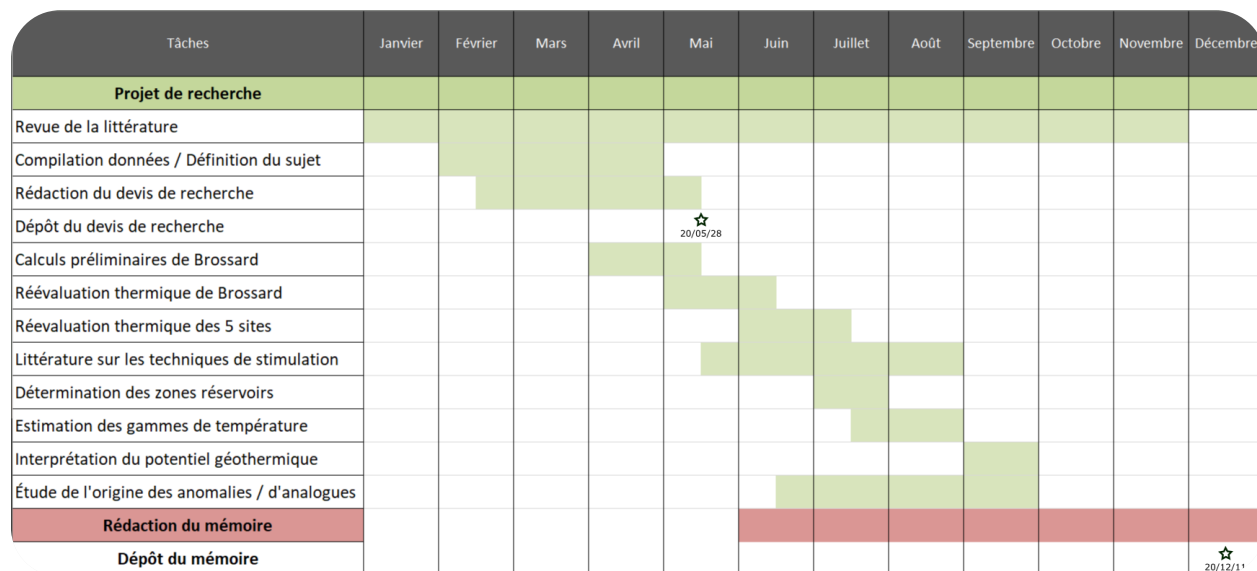 Tâches Janvier Février Mars Avril Mai Juin Juillet Août Septembre Octobre Novembre Décembre
Projet de recherche
Revue de la littérature
Compilation données / Définition du sujet
Rédaction du devis de recherche
Dépôt du devis de recherche
20/05/28
Calculs préliminaires de Brossard
Réévaluation thermique de Brossard
Réevaluation thermique des 5 sites
Littérature sur les techniques de stimulation
Détermination des zones réservoirs
Estimation des gammes de température
Interprétation du potentiel géothermique
Étude de l'origine des anomalies / d'analogues
Rédaction du mémoire
Dépôt du mémoire